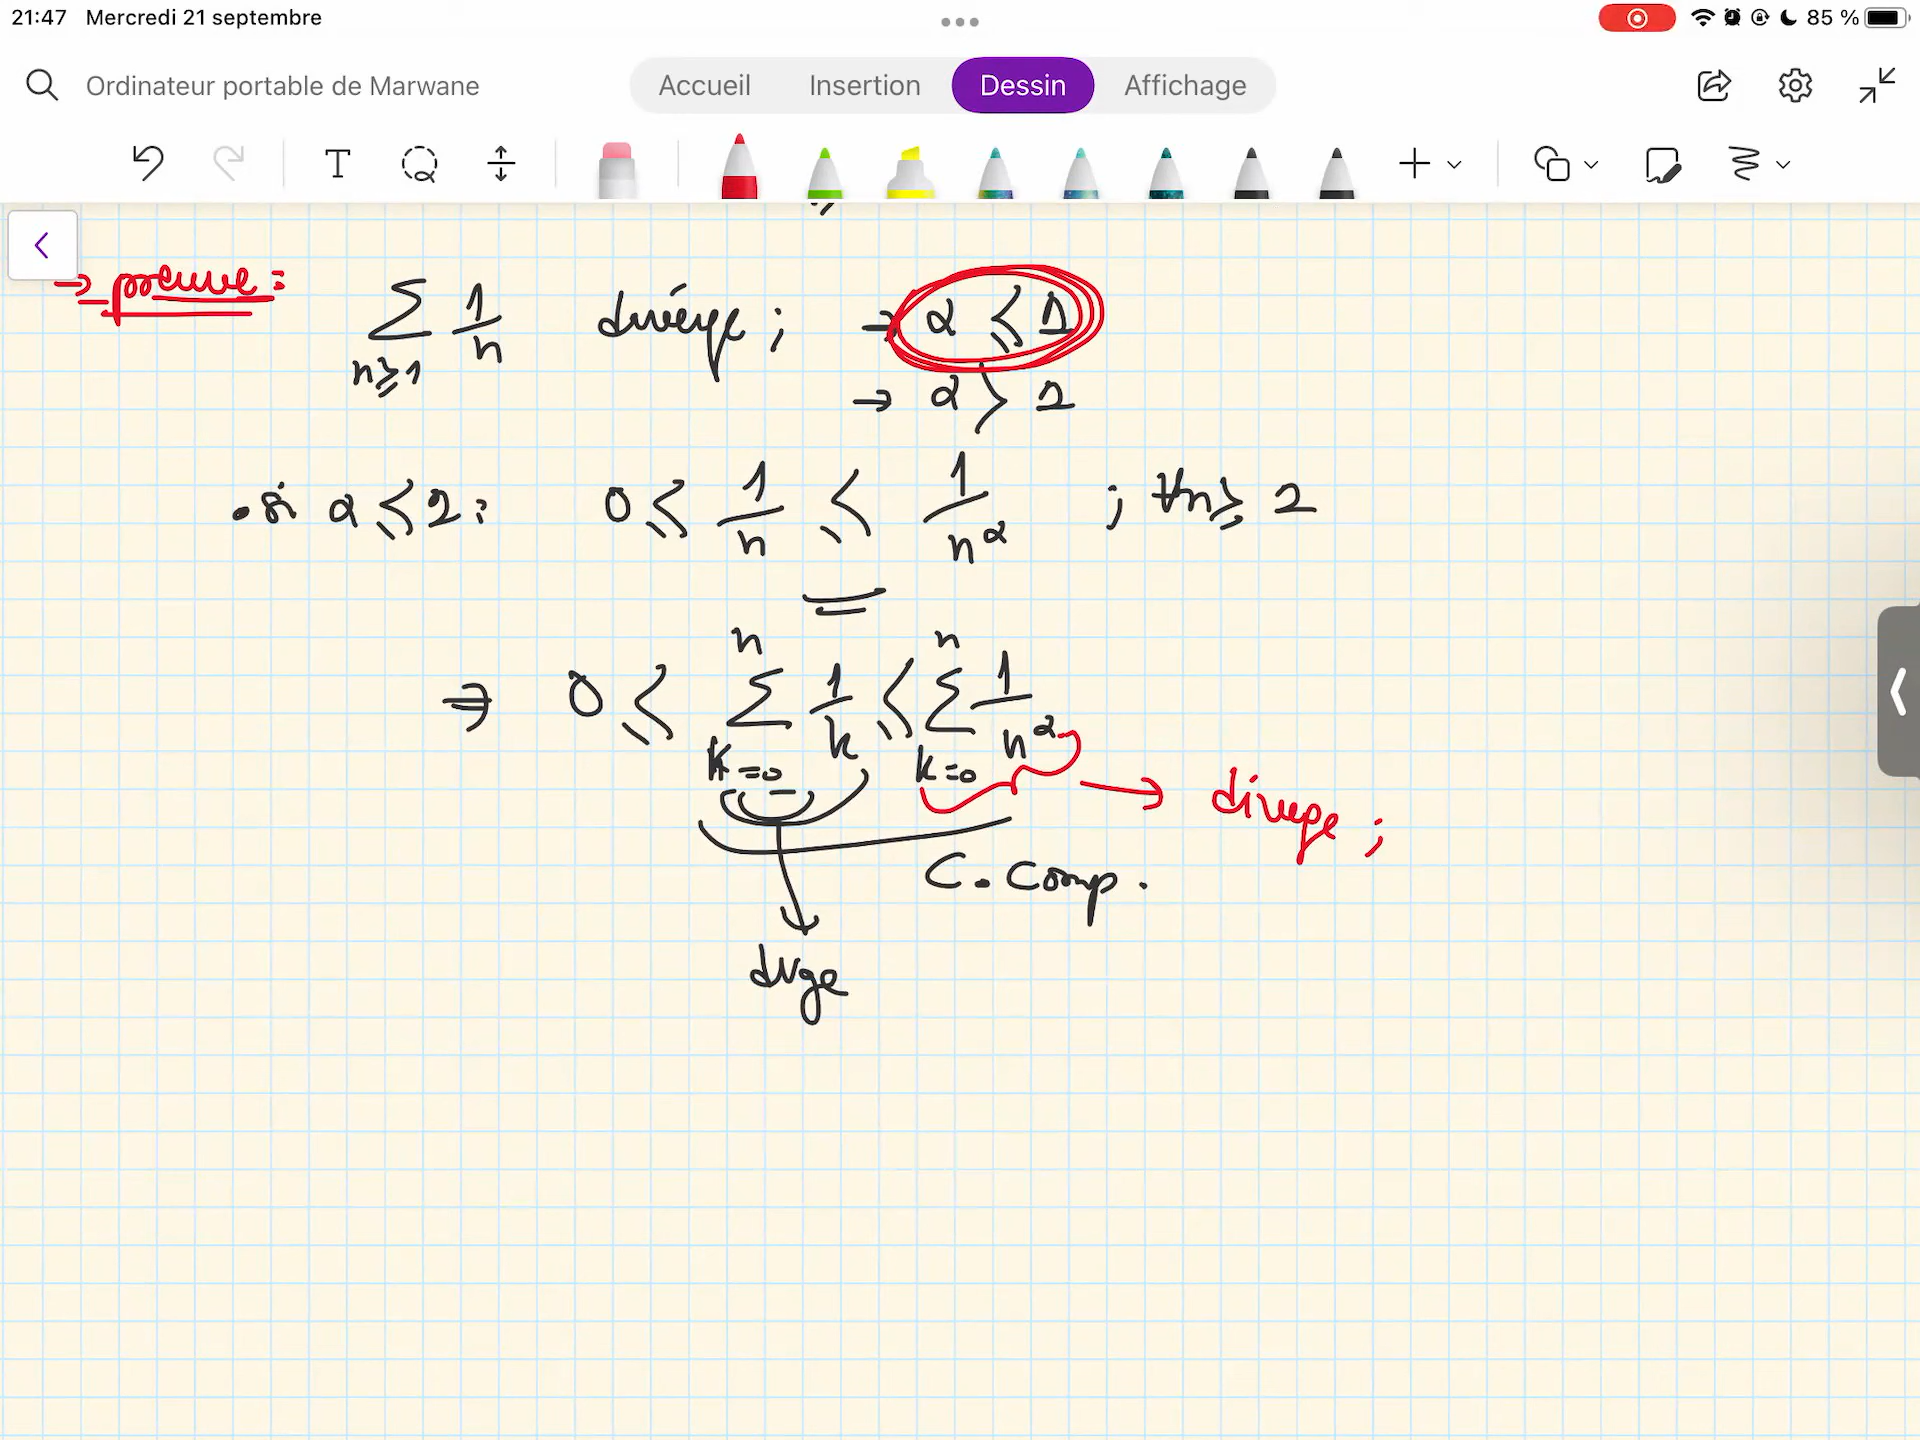 21:47 Mercredi 21 septembre 85 %
Ordinateur portable de Marwane Accueil Insertion Dessin Affichage
T
→ preuve :
∑_{n≥1} 1/n diverge ; → α ≤ 1
→ α > 1
• si α ≤ 1 : 0 ≤ 1/n ≤ 1/n^α ; ∀n ≥ 1
⇒ 0 ≤ ∑_{k=0}^{n} 1/k ≤ ∑_{k=0}^{n} 1/n^α → diverge ;
C. Comp.
dvge